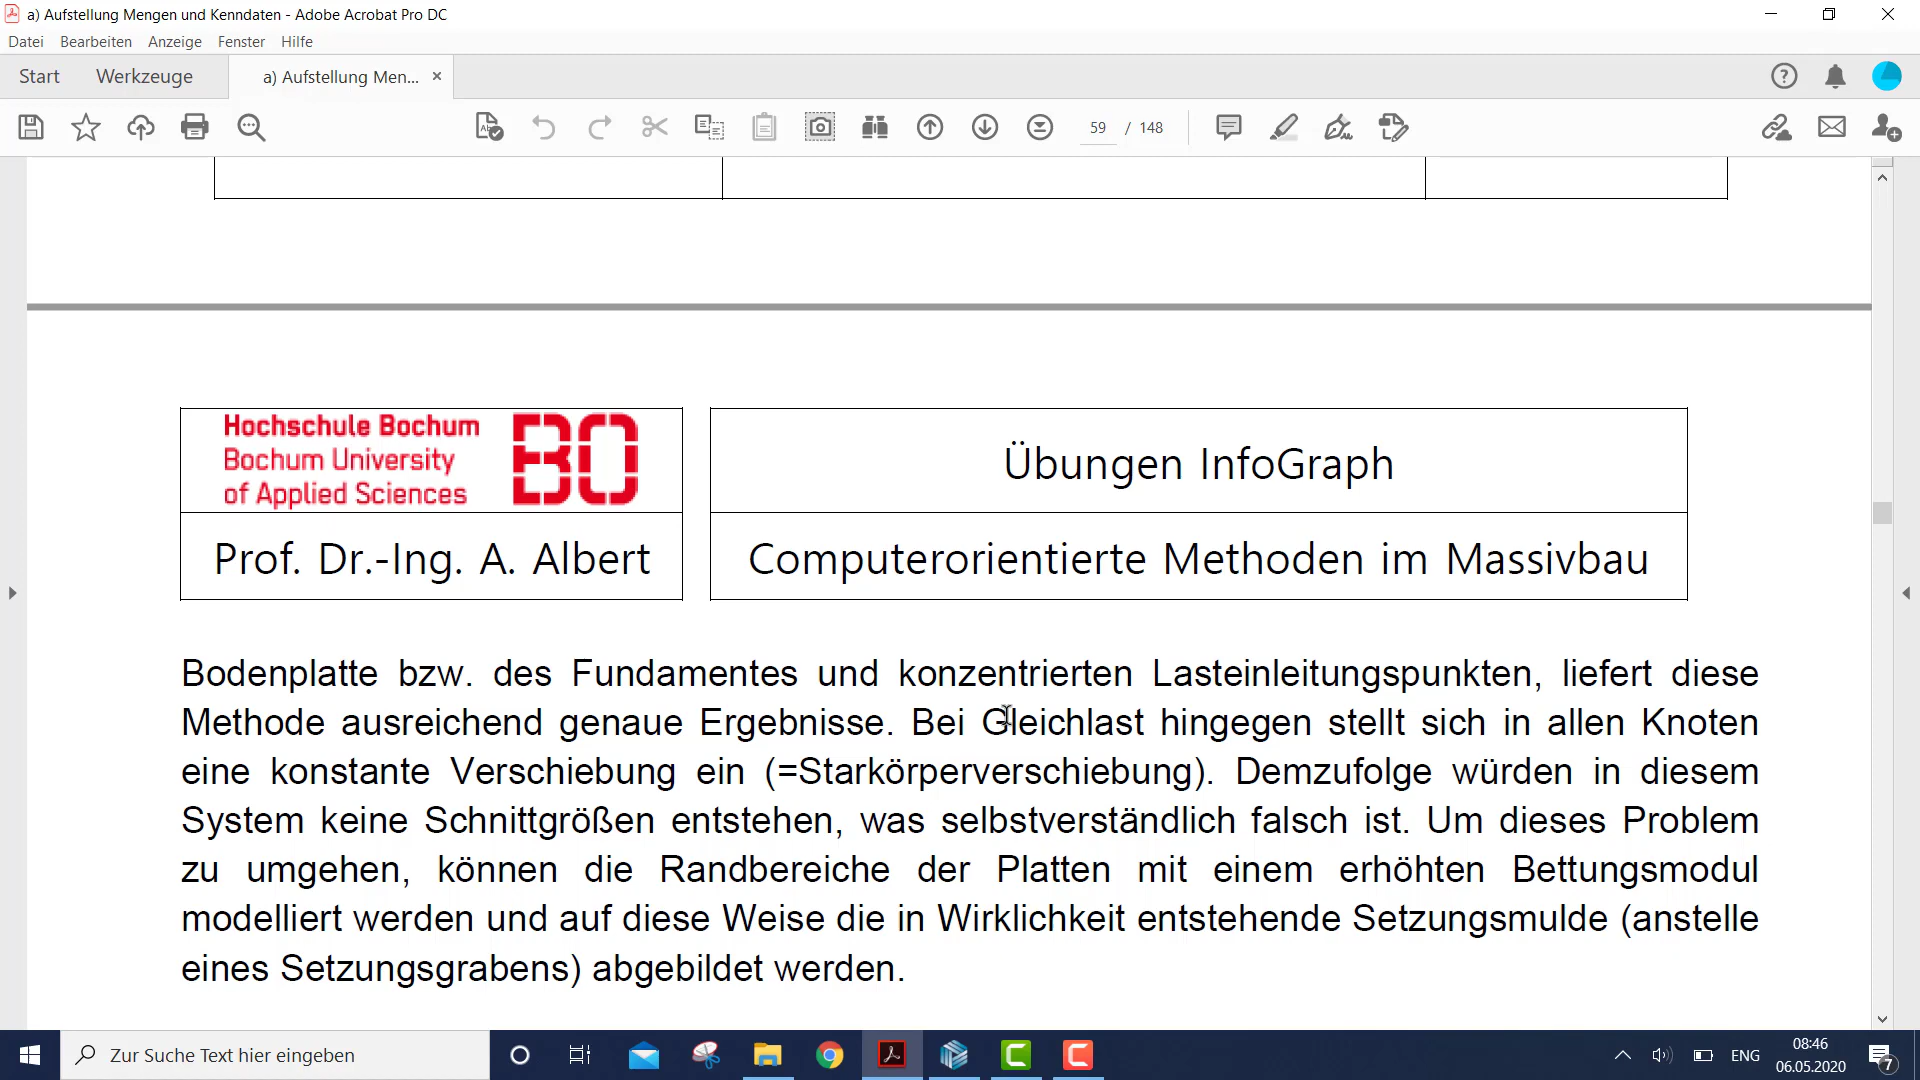 a) Aufstellung Mengen und Kenndaten - Adobe Acrobat Pro DC
Datei Bearbeiten Anzeige Fenster Hilfe
Start Werkzeuge a) Aufstellung Men... ×
59 / 148
Hochschule Bochum
Bochum University
of Applied Sciences
BO
Übungen InfoGraph
Prof. Dr.-Ing. A. Albert
Computerorientierte Methoden im Massivbau
Bodenplatte bzw. des Fundamentes und konzentrierten Lasteinleitungspunkten, liefert diese
Methode ausreichend genaue Ergebnisse. Bei Gleichlast hingegen stellt sich in allen Knoten
eine konstante Verschiebung ein (=Starkörperverschiebung). Demzufolge würden in diesem
System keine Schnittgrößen entstehen, was selbstverständlich falsch ist. Um dieses Problem
zu umgehen, können die Randbereiche der Platten mit einem erhöhten Bettungsmodul
modelliert werden und auf diese Weise die in Wirklichkeit entstehende Setzungsmulde (anstelle
eines Setzungsgrabens) abgebildet werden.
Zur Suche Text hier eingeben
ENG
08:46
06.05.2020
7